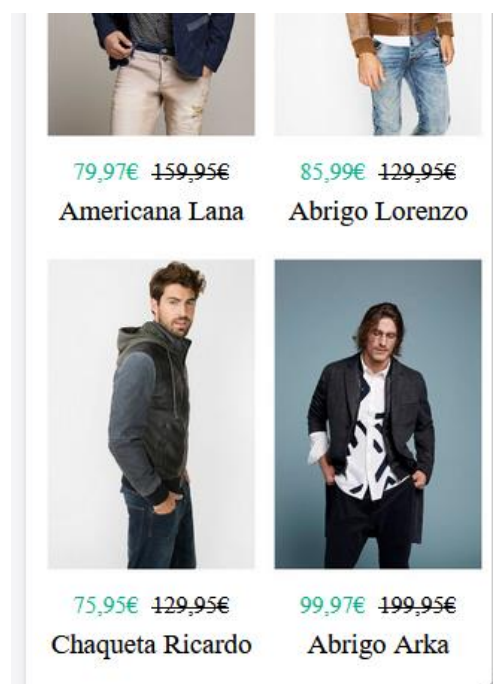 79,97€ 159,95€
Americana Lana
85,99€ 129,95€
Abrigo Lorenzo
75,95€ 129,95€
Chaqueta Ricardo
99,97€ 199,95€
Abrigo Arka